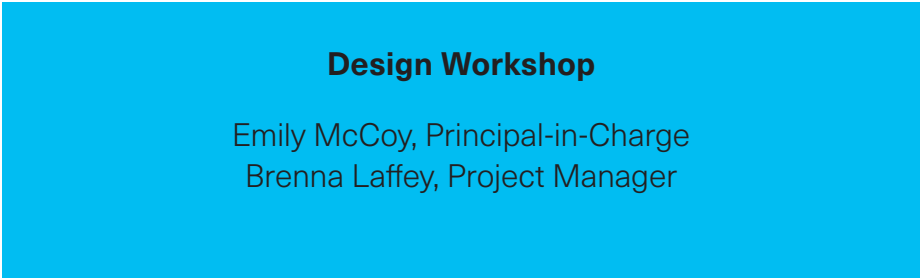 Design Workshop
Emily McCoy, Principal-in-Charge
Brenna Laffey, Project Manager